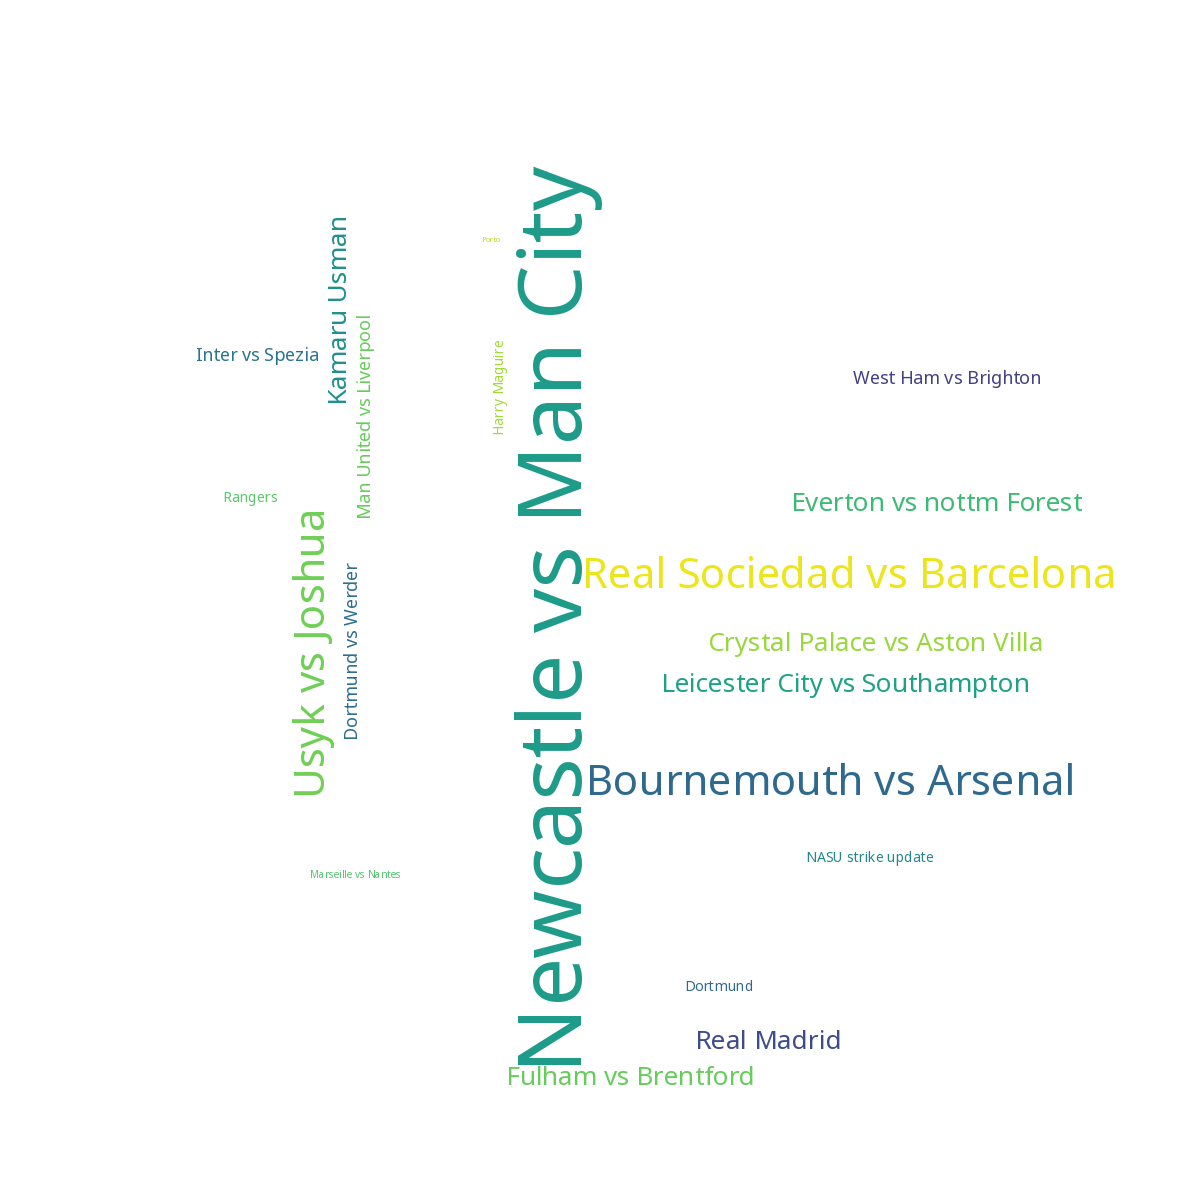 Newcastle vs Man City
Porto
Kamaru Usman
Man United vs Liverpool
Inter vs Spezia
Harry Maguire
West Ham vs Brighton
Rangers
Everton vs nottm Forest
Usyk vs Joshua
Dortmund vs Werder
Real Sociedad vs Barcelona
Crystal Palace vs Aston Villa
Leicester City vs Southampton
Bournemouth vs Arsenal
NASU strike update
Marseille vs Nantes
Dortmund
Real Madrid
Fulham vs Brentford